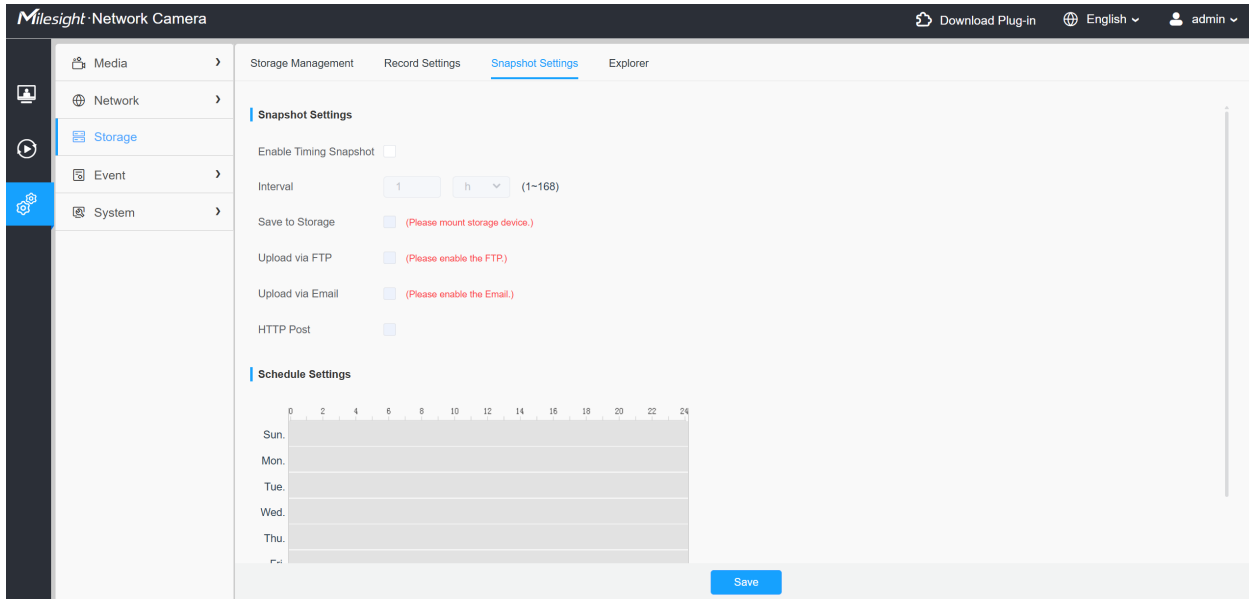 Milesight·Network Camera
Download Plug-in
English
admin
Media
Network
Storage
Event
System
Storage Management Record Settings Snapshot Settings Explorer
Snapshot Settings
Enable Timing Snapshot
Interval 1 h (1~168)
Save to Storage (Please mount storage device.)
Upload via FTP (Please enable the FTP.)
Upload via Email (Please enable the Email.)
HTTP Post
Schedule Settings
0 2 4 6 8 10 12 14 16 18 20 22 24
Sun.
Mon.
Tue.
Wed.
Thu.
Fri.
Save